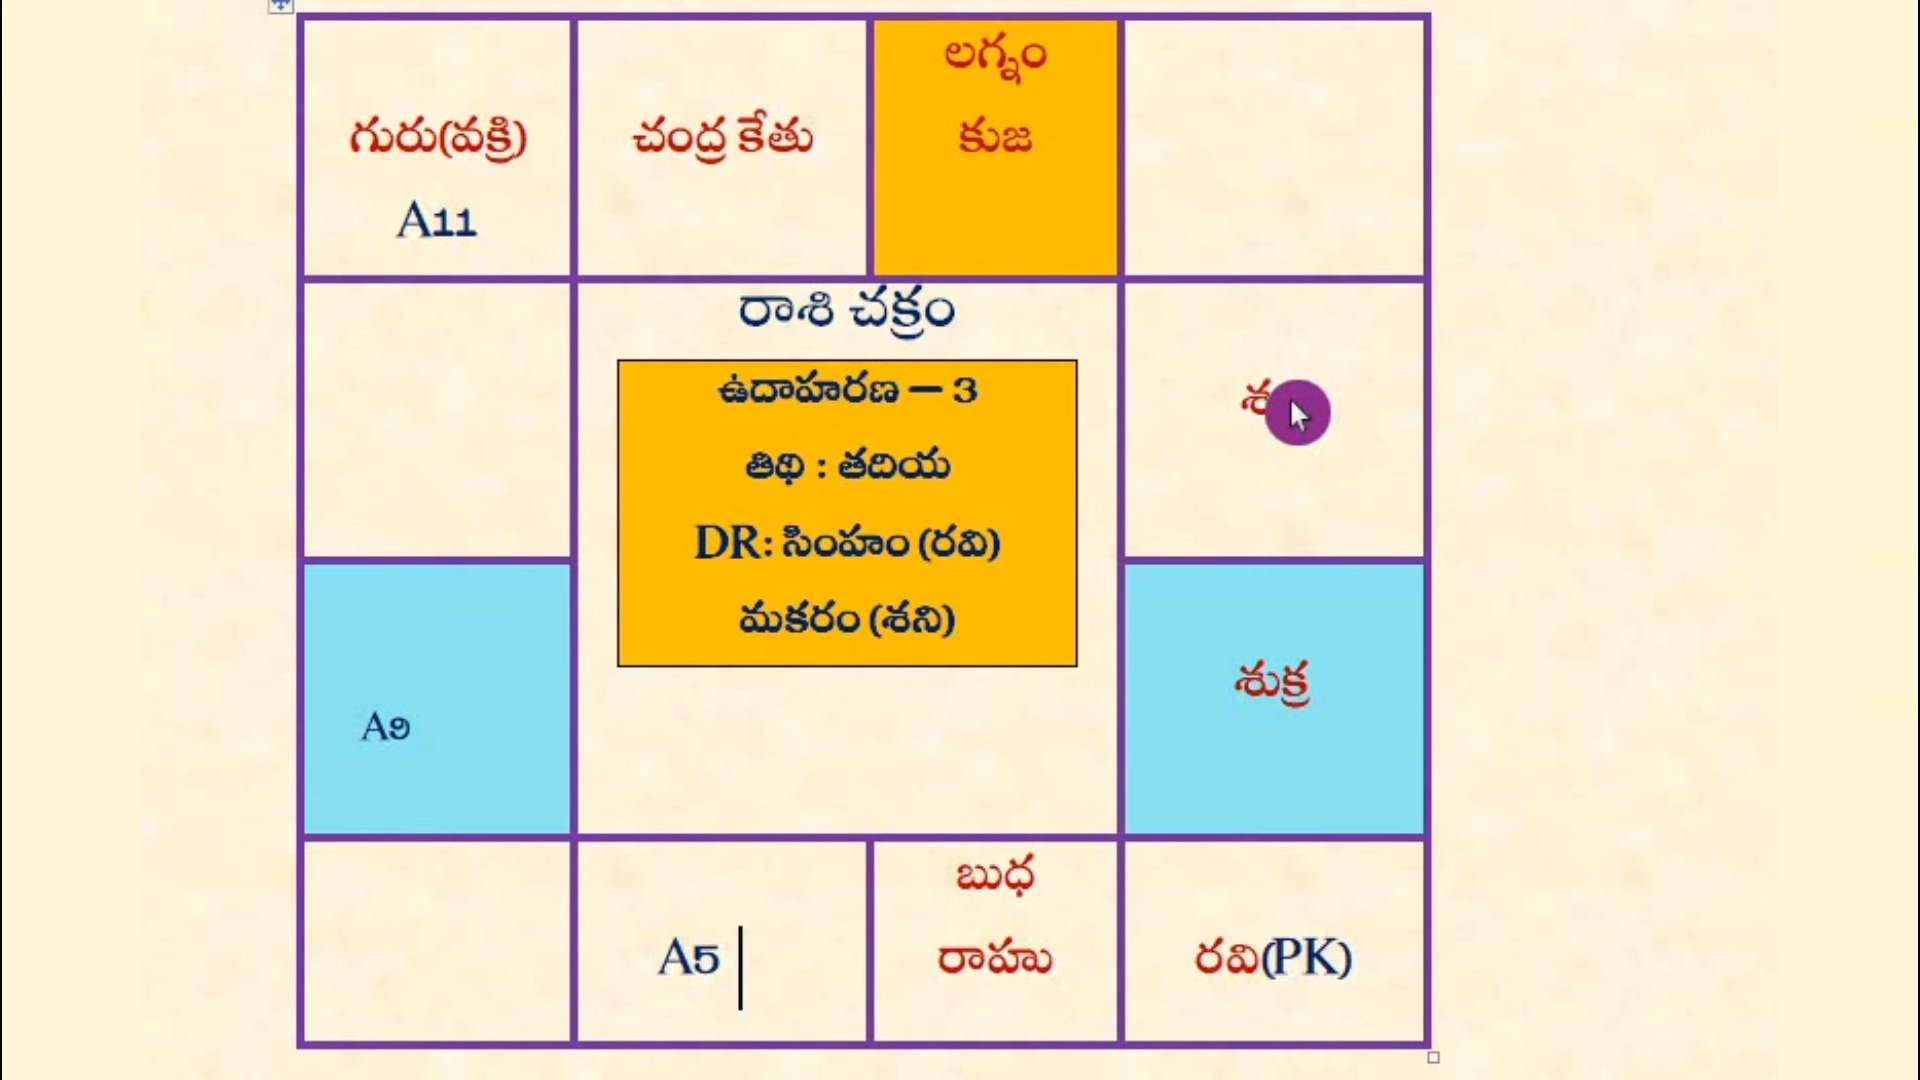 లగ్నం
గురు(వక్రి)
చంద్ర కేతు
కుజ
A11
రాశి చక్రం
ఉదాహరణ – 3
తిథి : తదియ
DR: సింహం (రవి)
మకరం (శని)
శుక్ర
A9
బుధ
A5
రాహు
రవి(PK)